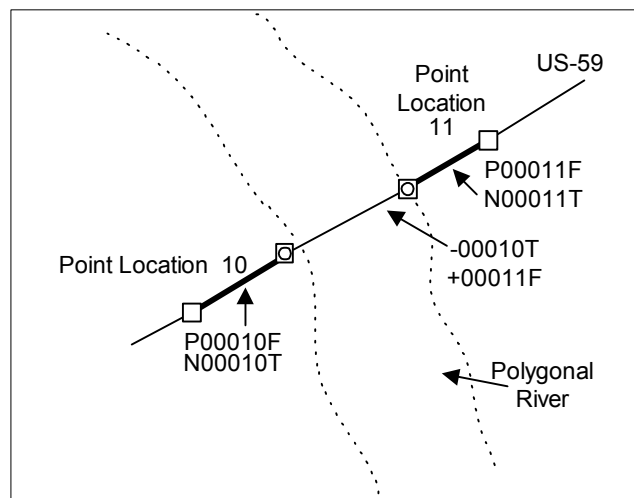 US-59
Point
Location
11
P00011F
N00011T
-00010T
+00011F
Point Location 10
P00010F
N00010T
Polygonal
River